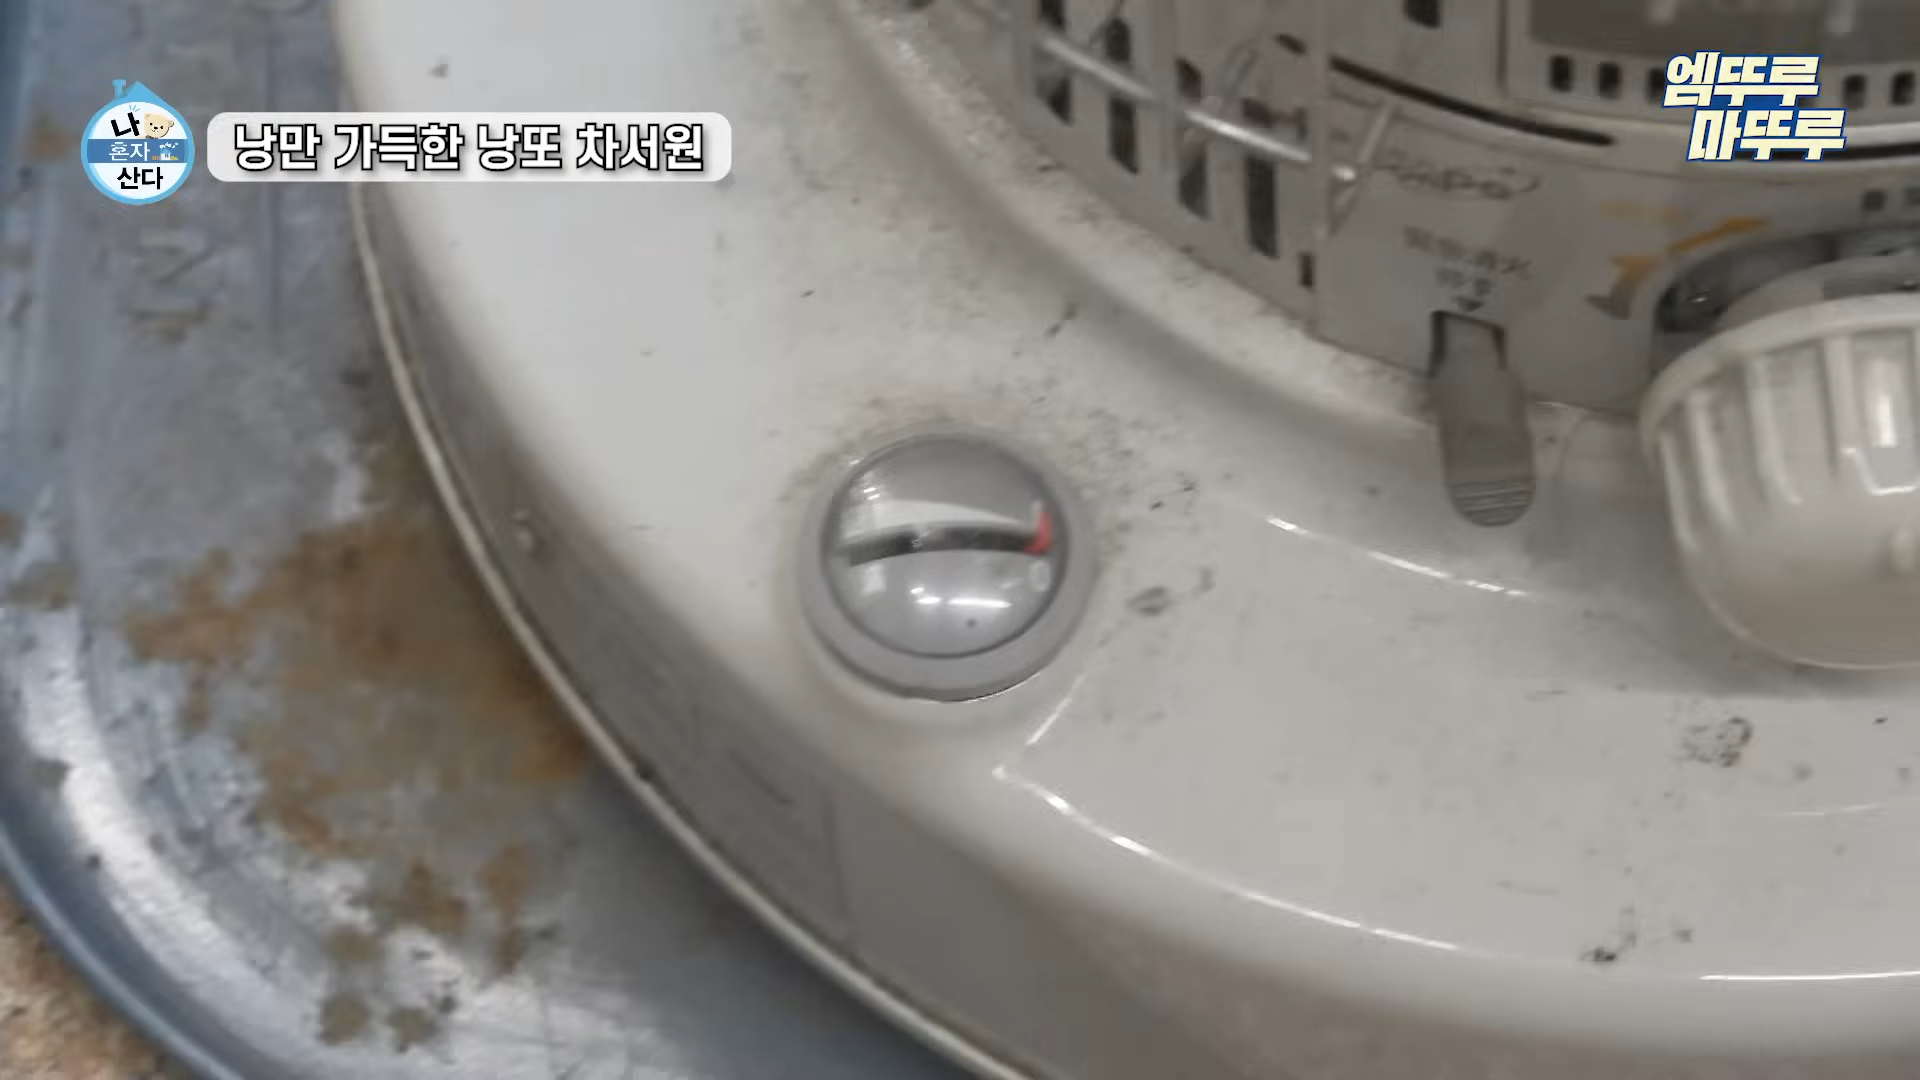 나
혼자
산다
낭만 가득한 낭또 차서원
엠뚜루
마뚜루